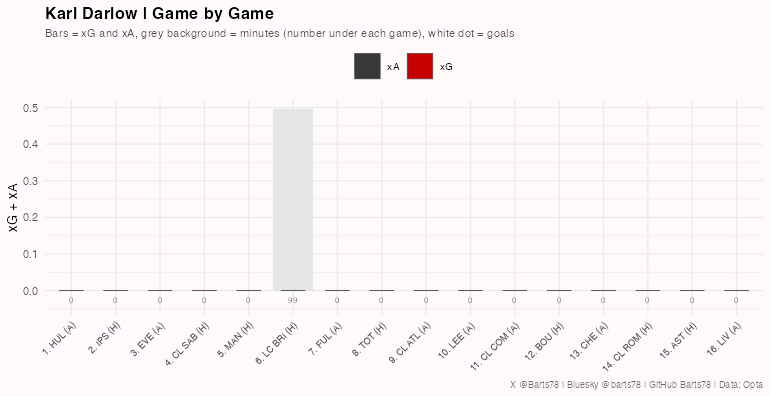 Karl Darlow | Game by Game
Bars = xG and xA, grey background = minutes (number under each game), white dot = goals
xA xG
xG + xA
0.5
0.4
0.3
0.2
0.1
0.0
0 0 0 0 0 99 0 0 0 0 0 0 0 0 0 0
1. HUL (A)
2. IPS (H)
3. EVE (A)
4. CL SAB (H)
5. MAN (H)
6. LC BRI (H)
7. FUL (A)
8. TOT (H)
9. CL ATL (A)
10. LEE (A)
11. CL COM (A)
12. BOU (H)
13. CHE (A)
14. CL ROM (H)
15. AST (H)
16. LIV (A)
X @Barts78 | Bluesky @barts78 | GitHub Barts78 | Data: Opta